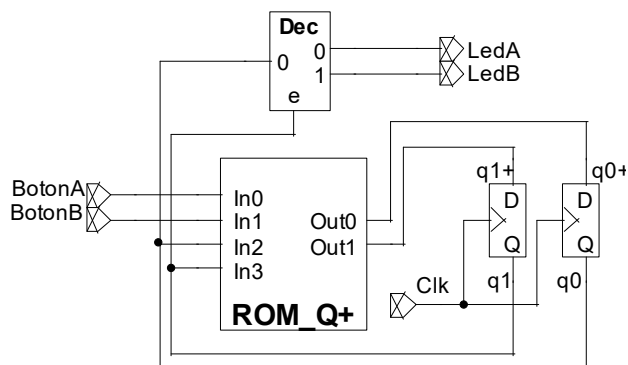 Dec
0 0 LedA
1 LedB
e
BotonA In0
BotonB In1 Out0
In2 Out1
In3
ROM_Q+
q1+ q0+
D D
Q Q
Clk q1 q0